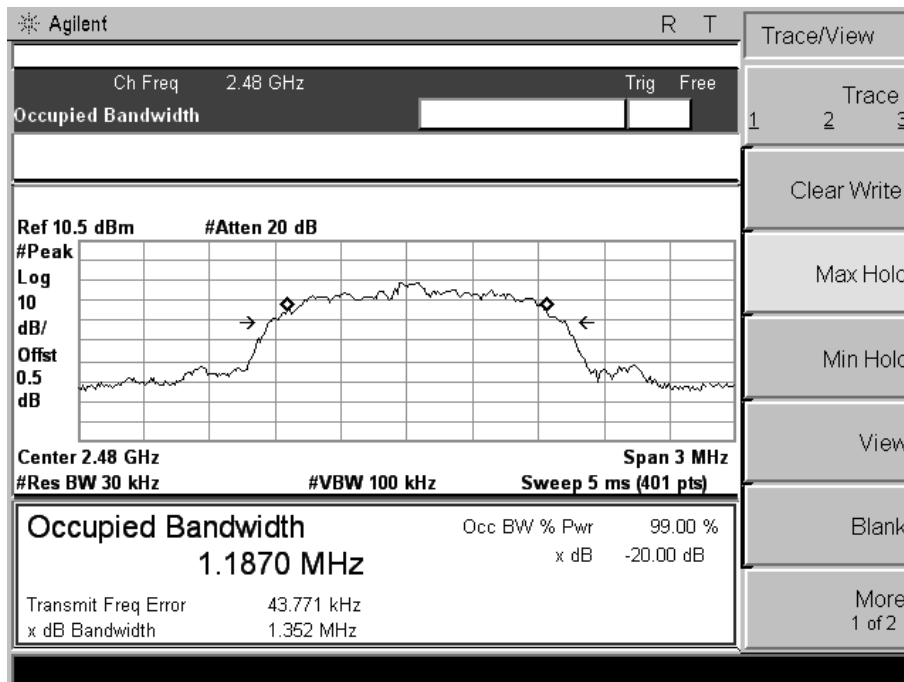 Agilent R T
Trace/View
Ch Freq 2.48 GHz Trig Free
Occupied Bandwidth
Trace
1 2 3
Clear Write
Max Hold
Min Hold
View
Blank
More
1 of 2
Ref 10.5 dBm #Atten 20 dB
#Peak
Log
10
dB/
Offst
0.5
dB
Center 2.48 GHz Span 3 MHz
#Res BW 30 kHz #VBW 100 kHz Sweep 5 ms (401 pts)
Occupied Bandwidth
1.1870 MHz
Occ BW % Pwr 99.00 %
x dB -20.00 dB
Transmit Freq Error 43.771 kHz
x dB Bandwidth 1.352 MHz